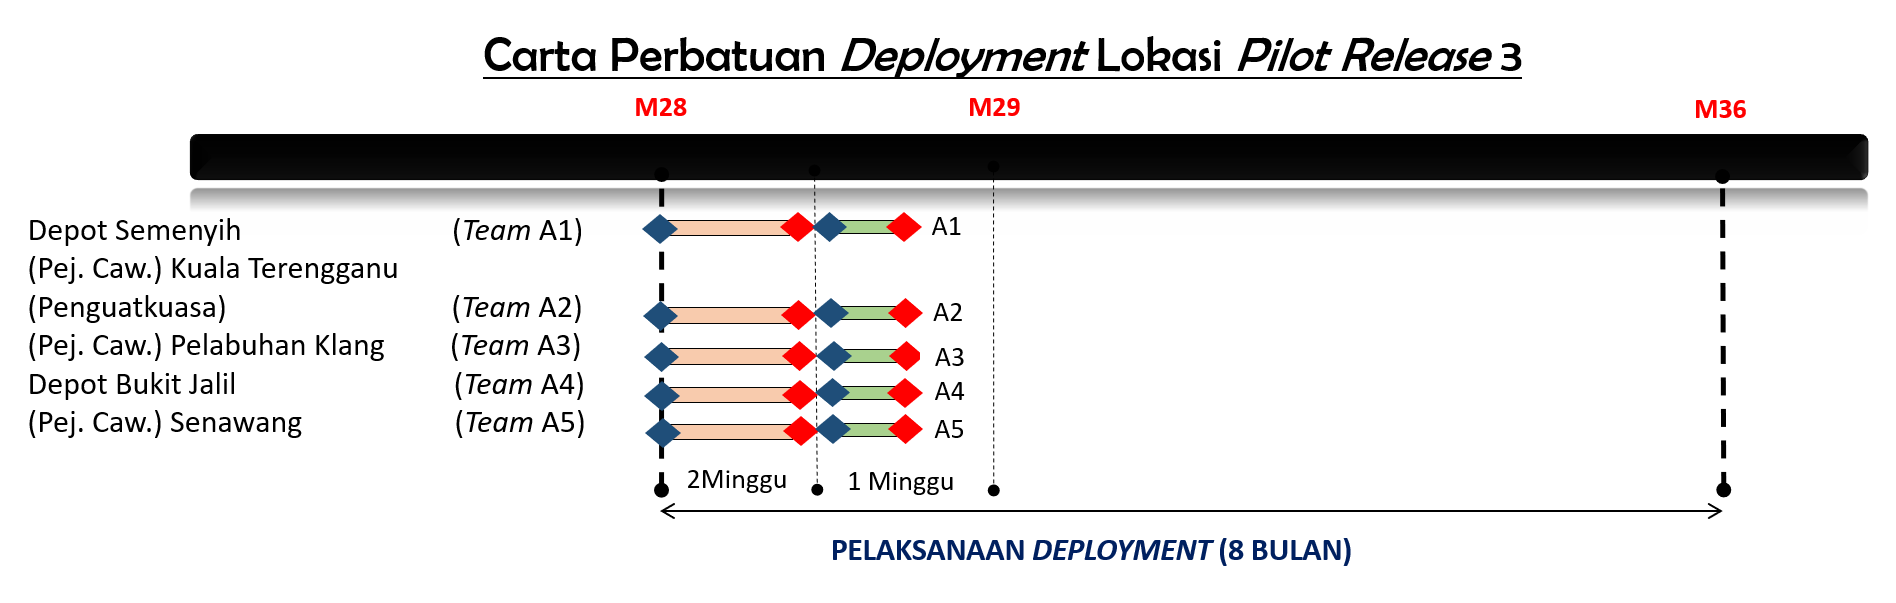 Carta Perbatuan Deployment Lokasi Pilot Release 3
M28 M29 M36
Depot Semenyih (Team A1) A1
(Pej. Caw.) Kuala Terengganu
(Penguatkuasa) (Team A2) A2
(Pej. Caw.) Pelabuhan Klang (Team A3) A3
Depot Bukit Jalil (Team A4) A4
(Pej. Caw.) Senawang (Team A5) A5
2Minggu 1 Minggu
PELAKSANAAN DEPLOYMENT (8 BULAN)